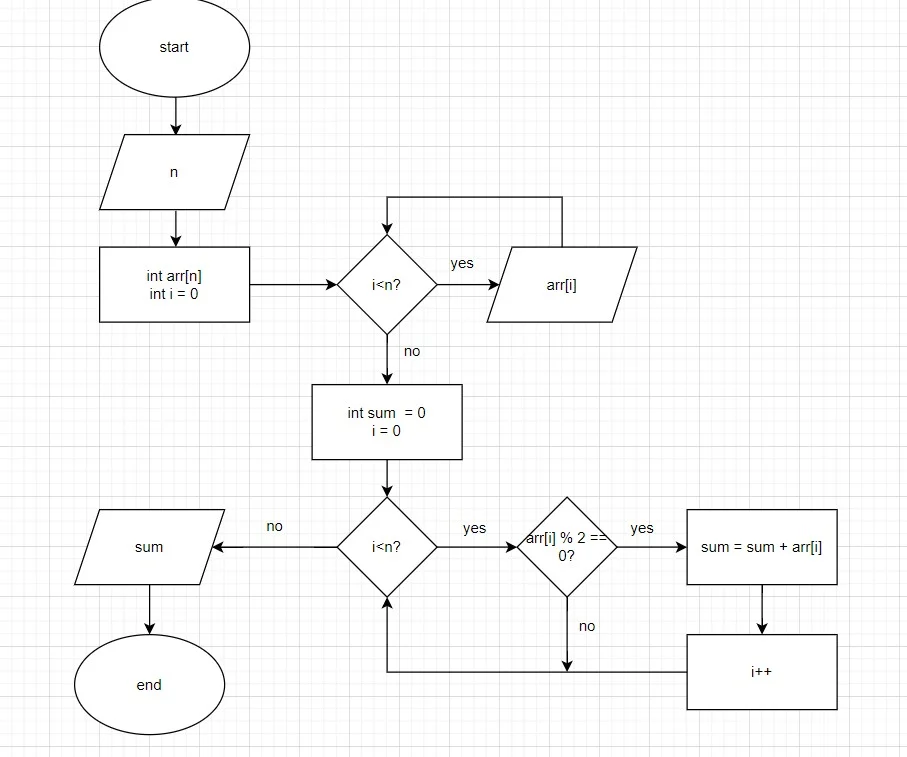 start
n
int arr[n]
int i = 0
i<n?
yes
arr[i]
no
int sum  = 0
i = 0
i<n?
yes
arr[i] % 2 ==
0?
yes
sum = sum + arr[i]
no
sum
no
i++
end